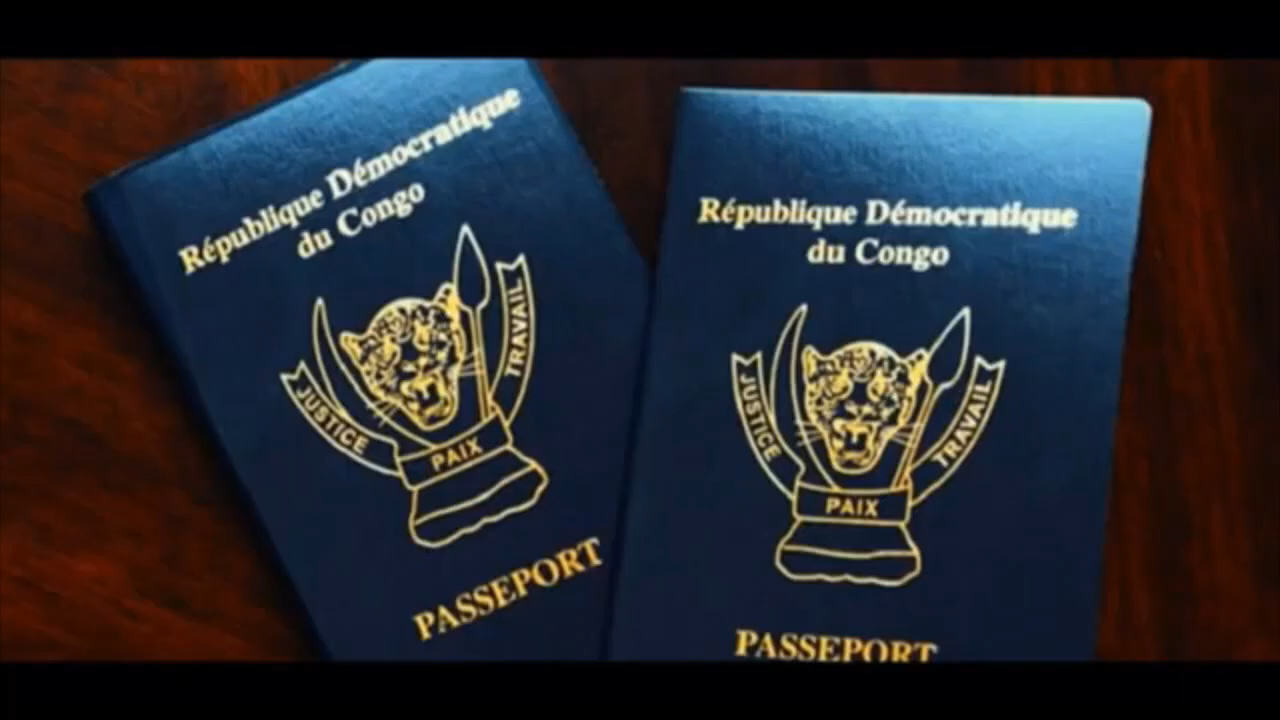 République Démocratique
du Congo
JUSTICE
PAIX
TRAVAIL
PASSEPORT
République Démocratique
du Congo
JUSTICE
PAIX
TRAVAIL
PASSEPORT